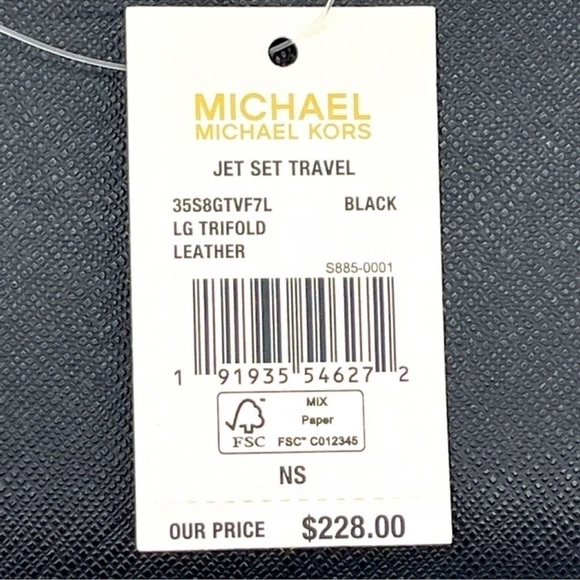 MICHAEL
MICHAEL KORS
JET SET TRAVEL
35S8GTVF7L BLACK
LG TRIFOLD
LEATHER
S885-0001
1 91935 54627 2
MIX
Paper
FSC FSC™ C012345
NS
OUR PRICE $228.00